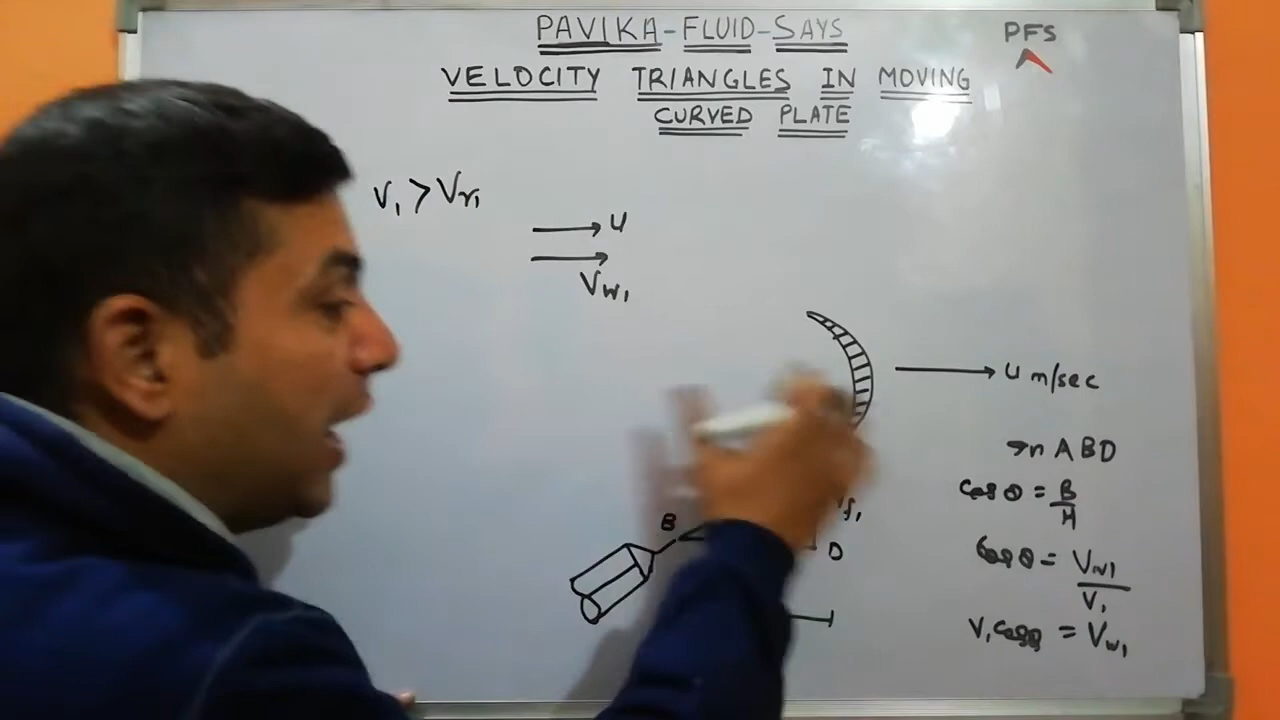 PAVIKA-FLUID-SAYS
PFS
VELOCITY TRIANGLES IN MOVING
CURVED PLATE
V₁ > Vr₁
u
Vw₁
u m/sec
In ABD
Cos θ = B/H
f₁
B
D
Cos θ = Vw1/V₁
V₁ Cos θ = Vw₁